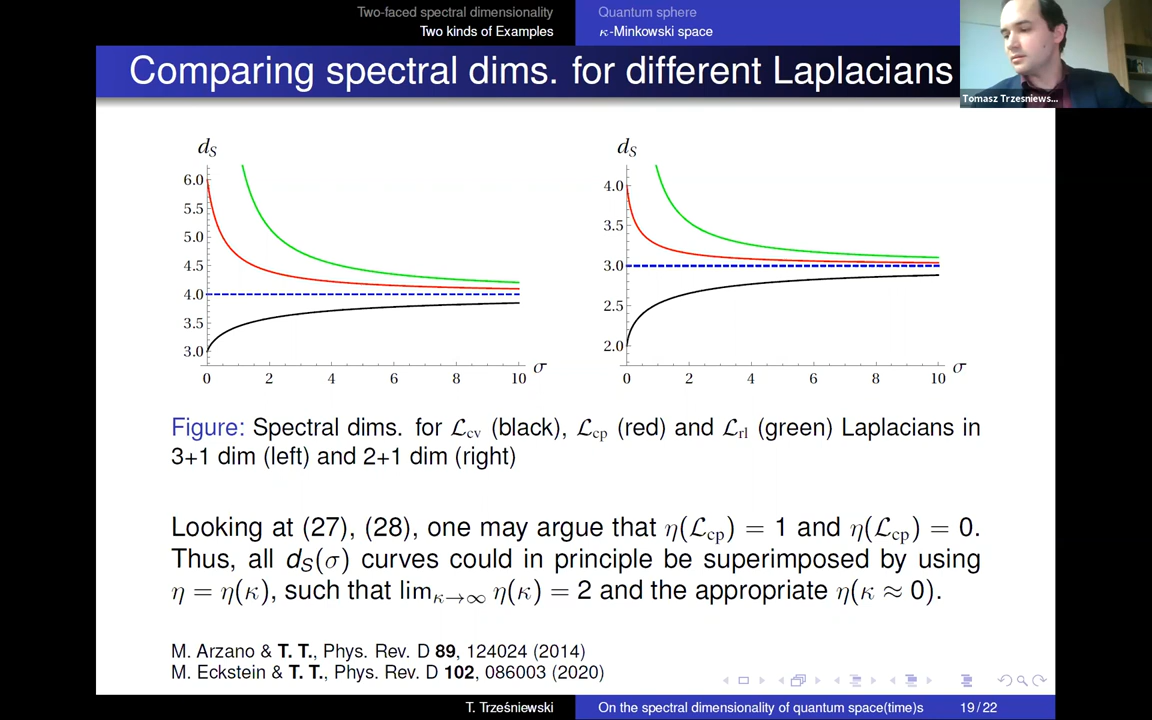 Two-faced spectral dimensionality
Two kinds of Examples
Quantum sphere
κ-Minkowski space
Comparing spectral dims. for different Laplacians
Tomasz Trzesniews...
d_S
6.0
5.5
5.0
4.5
4.0
3.5
3.0
0 2 4 6 8 10 σ
d_S
4.0
3.5
3.0
2.5
2.0
0 2 4 6 8 10 σ
Figure: Spectral dims. for ℒ_cv (black), ℒ_cp (red) and ℒ_rl (green) Laplacians in
3+1 dim (left) and 2+1 dim (right)
Looking at (27), (28), one may argue that η(ℒ_cp) = 1 and η(ℒ_cp) = 0.
Thus, all d_S(σ) curves could in principle be superimposed by using
η = η(κ), such that lim_κ→∞ η(κ) = 2 and the appropriate η(κ ≈ 0).
M. Arzano & T. T., Phys. Rev. D 89, 124024 (2014)
M. Eckstein & T. T., Phys. Rev. D 102, 086003 (2020)
T. Trześniewski
On the spectral dimensionality of quantum space(time)s
19/22